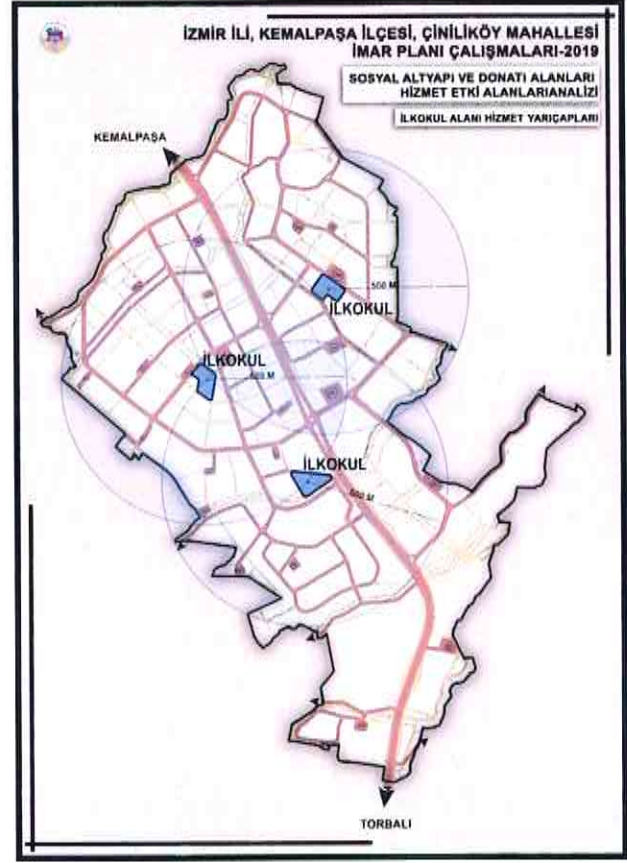 İZMİR İLİ, KEMALPAŞA İLÇESİ, ÇİNİLİKÖY MAHALLESİ
İMAR PLANI ÇALIŞMALARI-2019
SOSYAL ALTYAPI VE DONATI ALANLARI
HİZMET ETKİ ALANLARIANALİZİ
İLKOKUL ALANI HİZMET YARIÇAPLARI
KEMALPAŞA
500 M
İLKOKUL
İLKOKUL
500 M
İLKOKUL
500 M
TORBALI